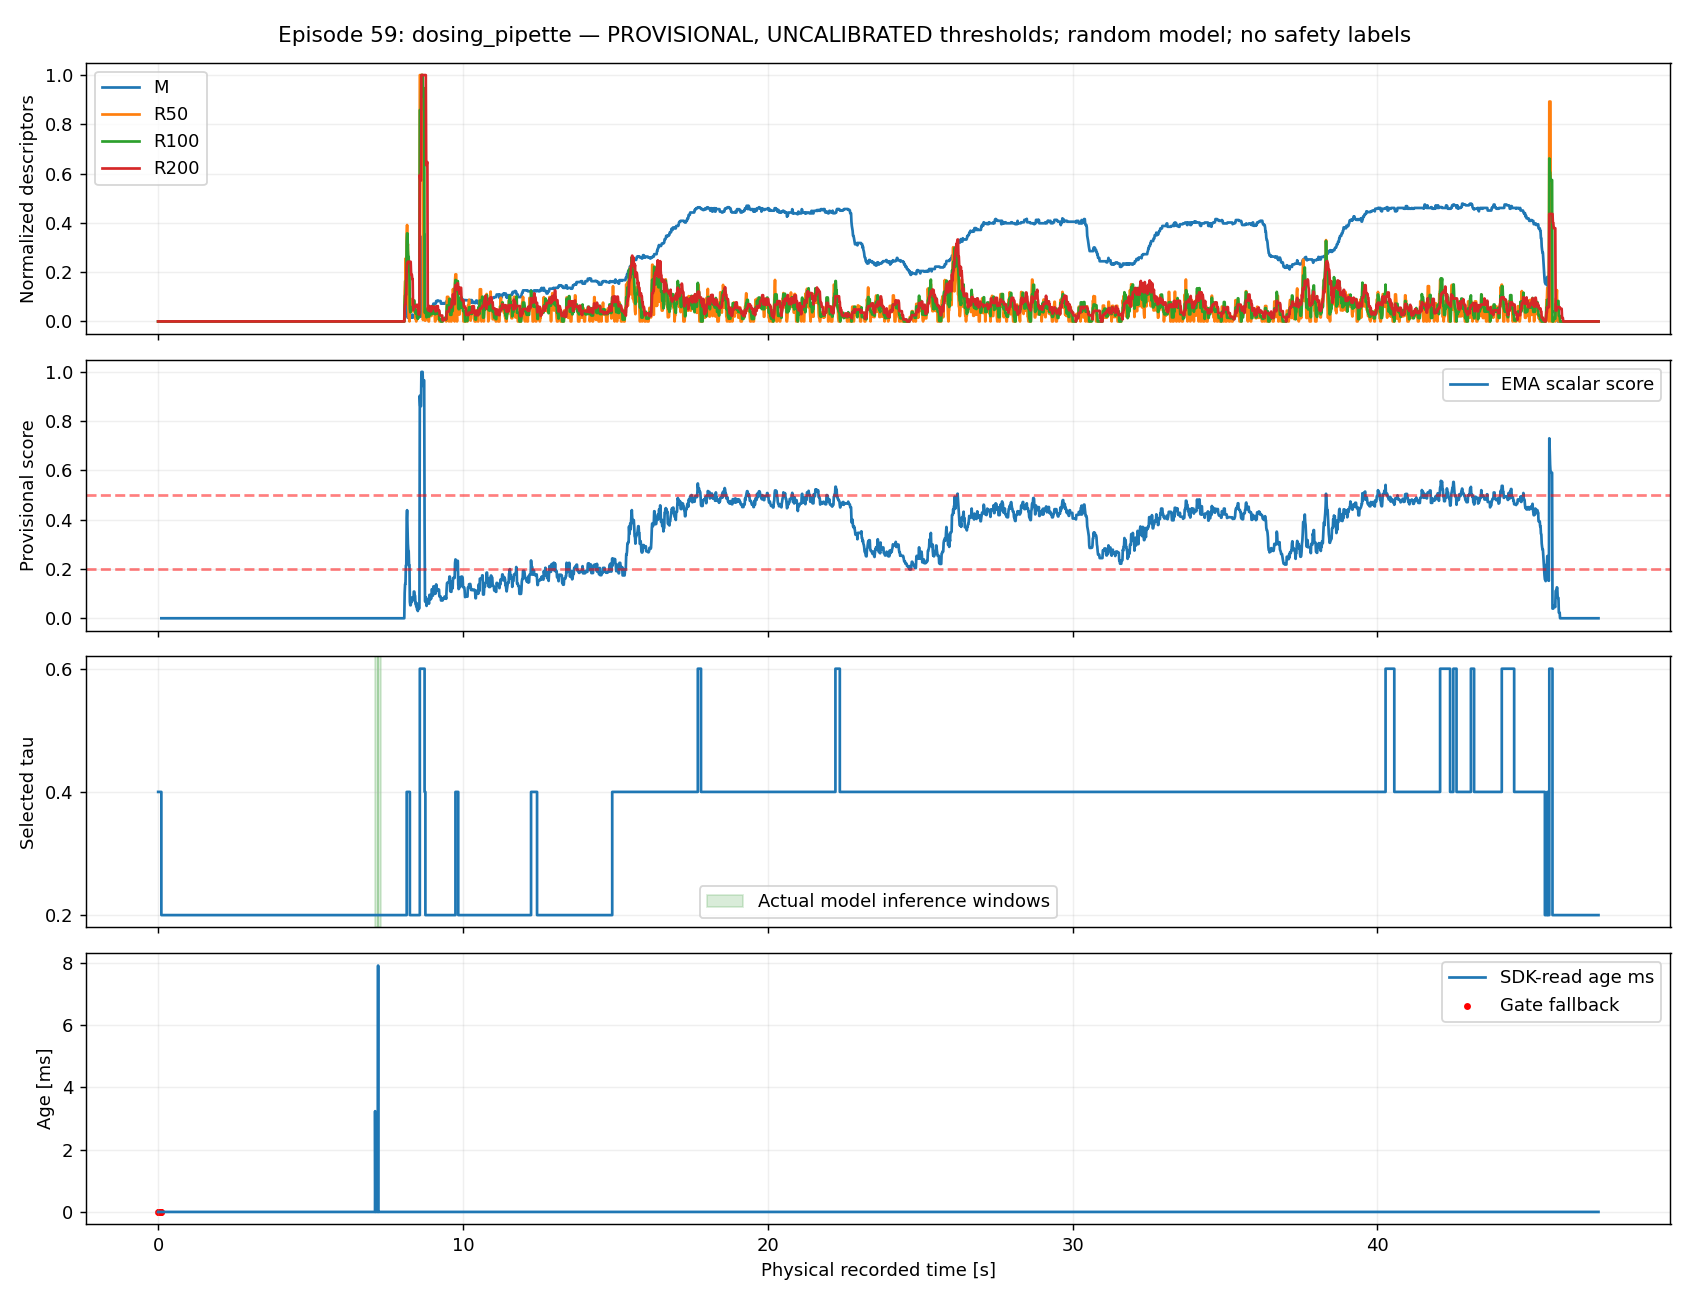 Episode 59: dosing_pipette — PROVISIONAL, UNCALIBRATED thresholds; random model; no safety labels
Normalized descriptors
1.0
0.8
0.6
0.4
0.2
0.0
M
R50
R100
R200
Provisional score
1.0
0.8
0.6
0.4
0.2
0.0
EMA scalar score
Selected tau
0.6
0.4
0.2
Actual model inference windows
Age [ms]
8
6
4
2
0
SDK-read age ms
Gate fallback
0
10
20
30
40
Physical recorded time [s]